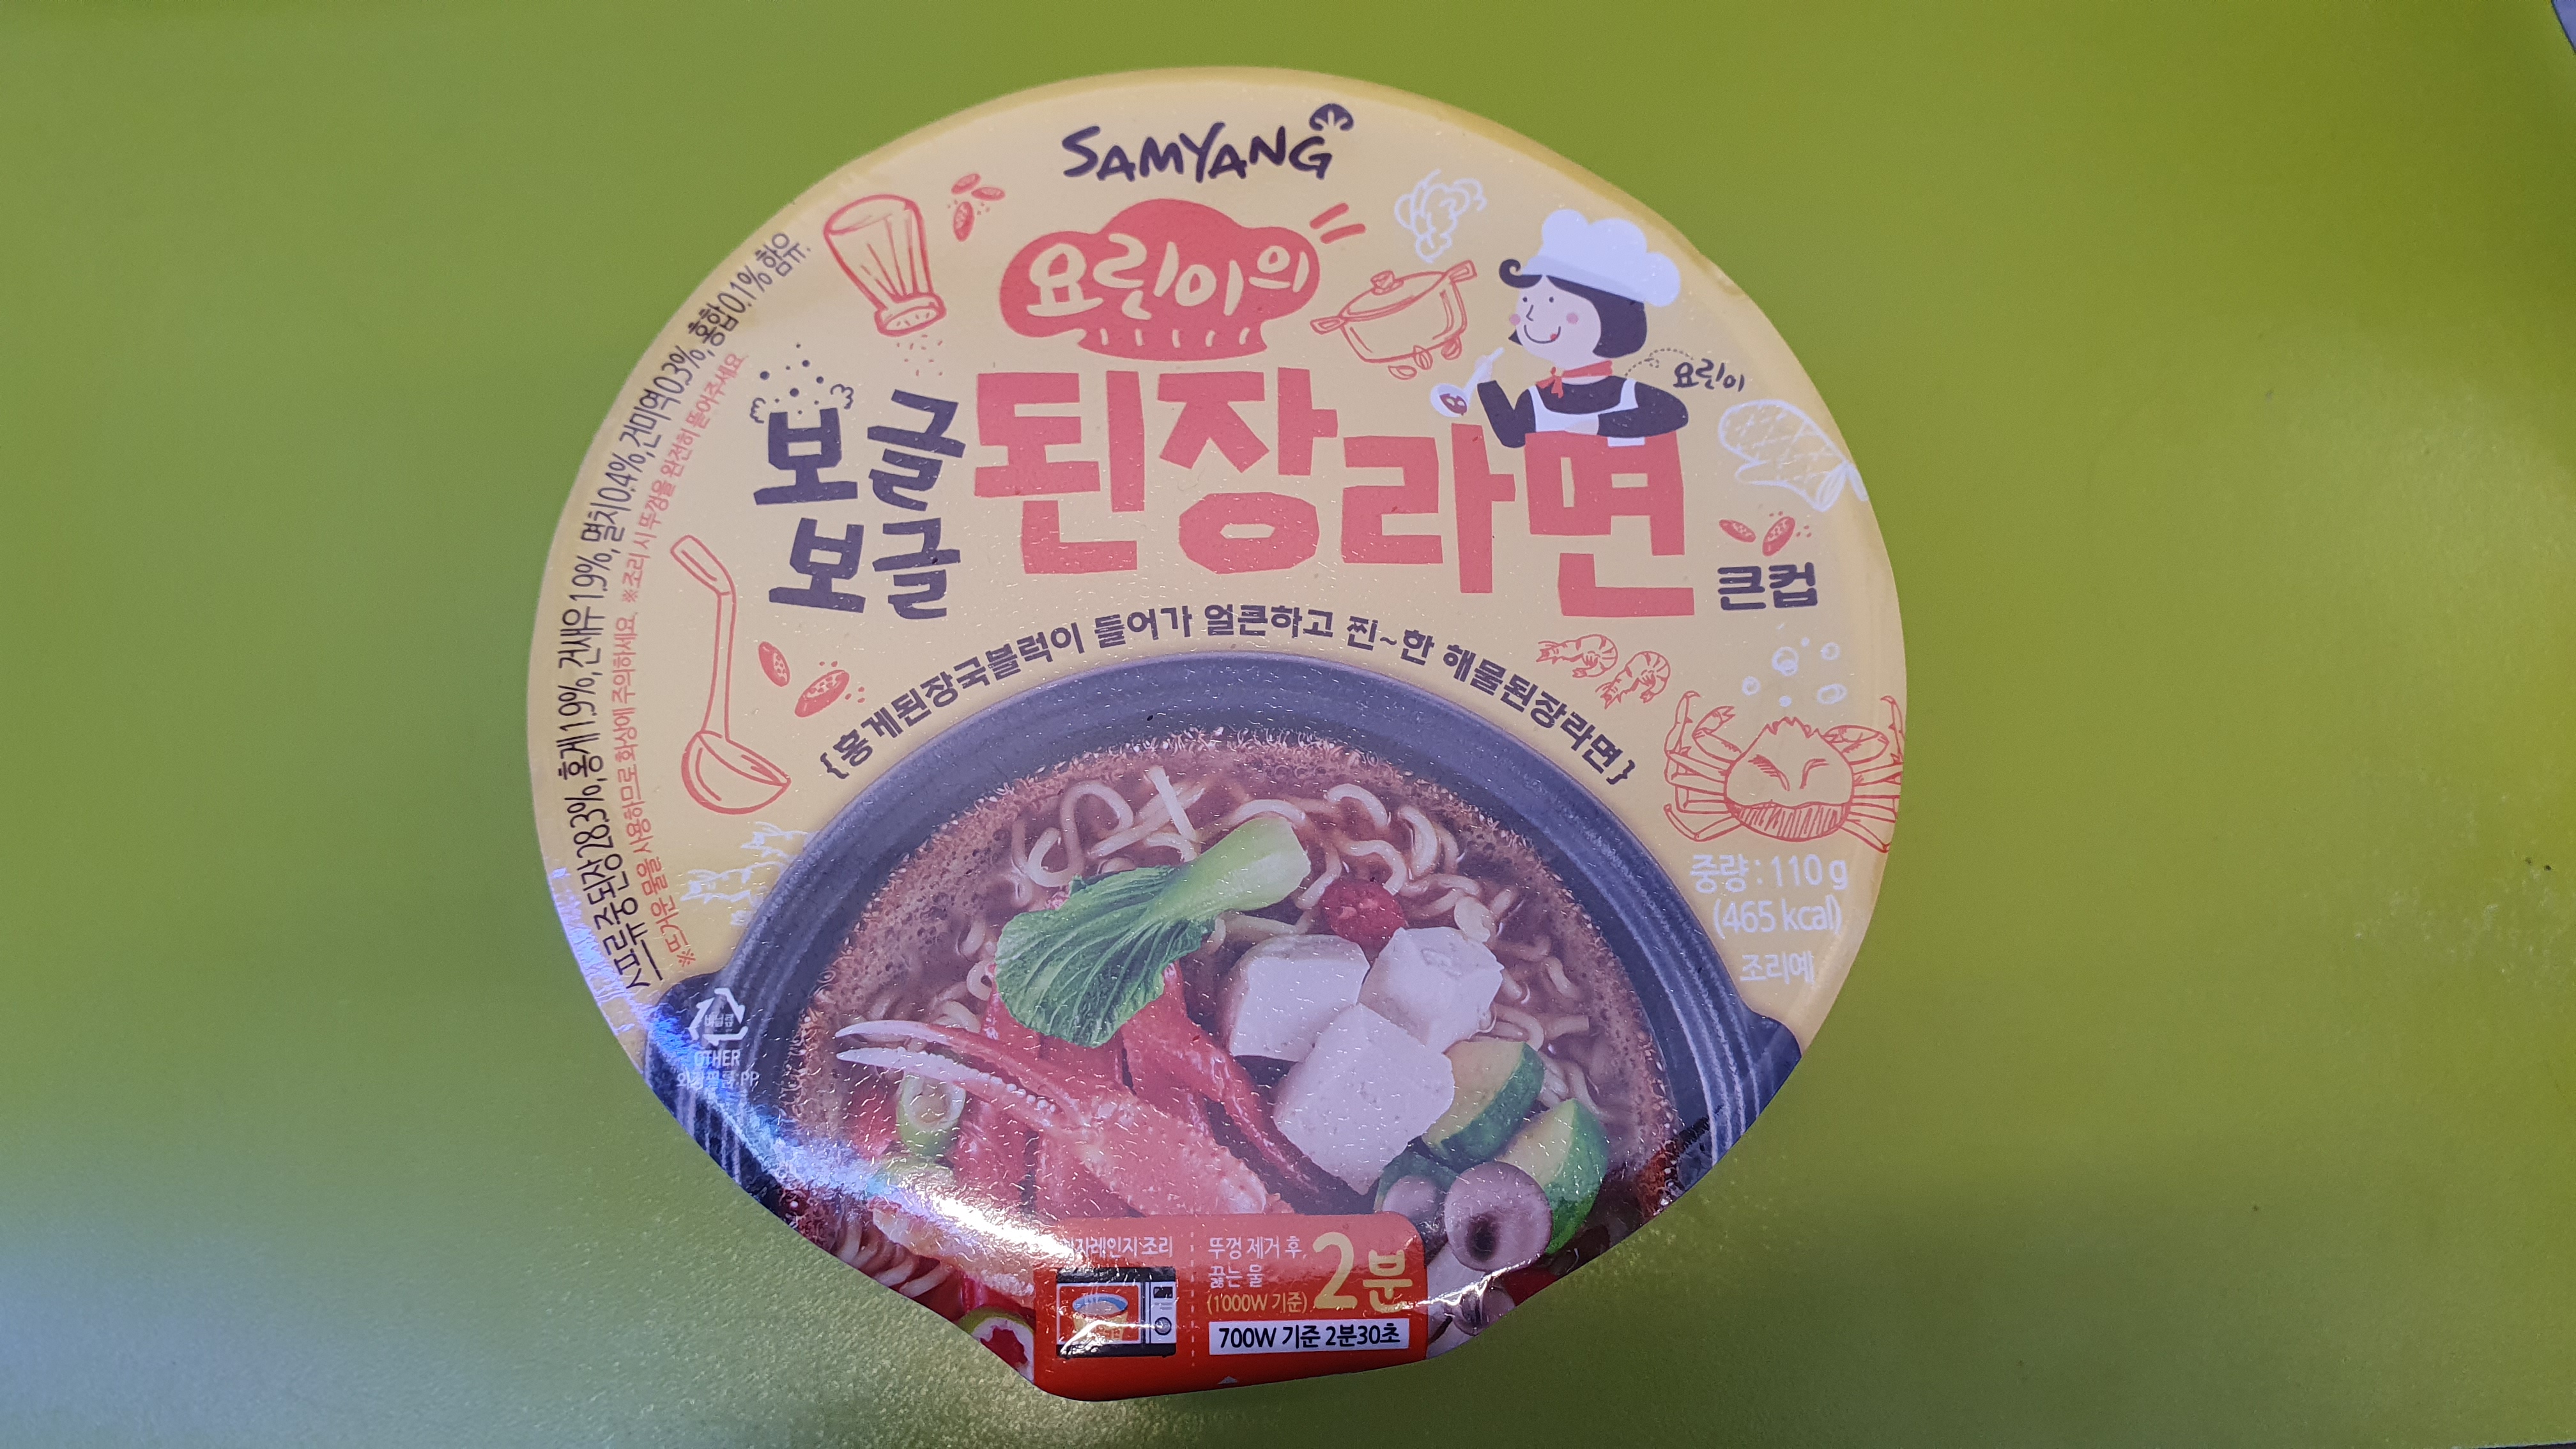 SAMYANG
요린이의
요린이
보글
보글
된장라면
큰컵
{홍게된장국블럭이 들어가 얼큰하고 찐~한 해물된장라면}
스프류 중 된장 28.3%, 홍게 1.9%, 건새우 1.9%, 멸치 0.4%, 건미역 0.3%, 홍합 0.1% 함유.
※뜨거운 물을 사용하므로 화상에 주의하세요. ※조리 시 뚜껑을 완전히 뜯어주세요.
중량 : 110 g
(465 kcal)
조리예
비닐류
OTHER
조리
뚜껑 제거 후,
끓는 물
(1000W 기준)
2분
700W 기준 2분30초